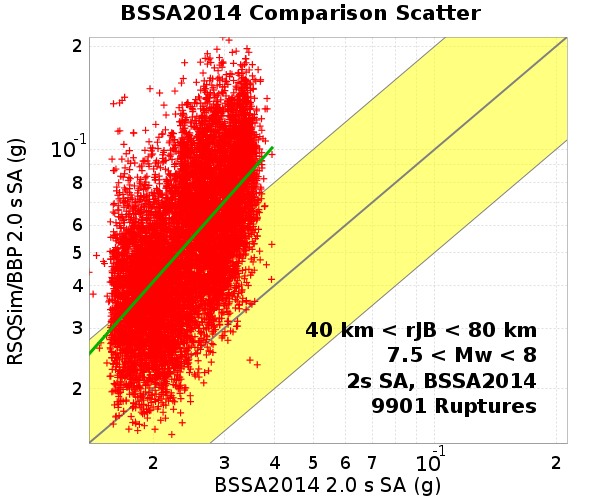 BSSA2014 Comparison Scatter
RSQSim/BBP 2.0 s SA (g)
2
10-1
8
6
5
4
3
2
40 km < rJB < 80 km
7.5 < Mw < 8
2s SA, BSSA2014
9901 Ruptures
2 3 4 5 6 7 10-1 2
BSSA2014 2.0 s SA (g)